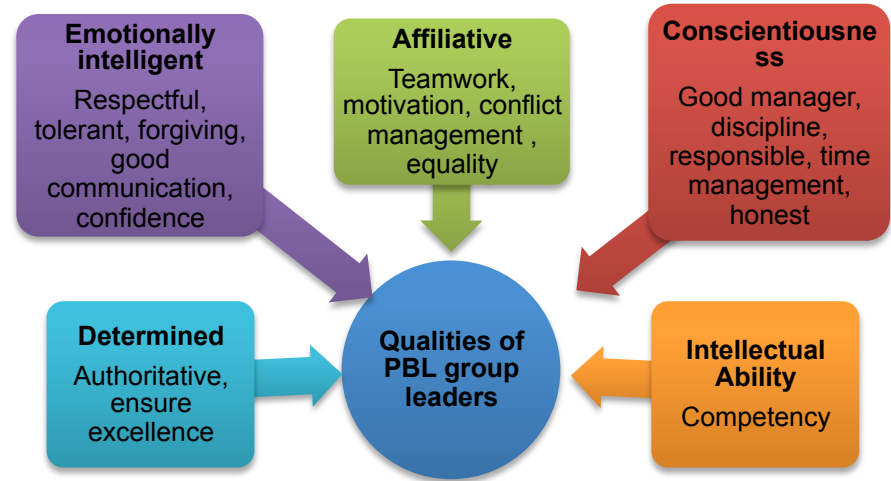 Emotionally
intelligent
Respectful,
tolerant, forgiving,
good
communication,
confidence
Affiliative
Teamwork,
motivation, conflict
management ,
equality
Conscientiousne
ss
Good manager,
discipline,
responsible, time
management,
honest
Determined
Authoritative,
ensure
excellence
Qualities of
PBL group
leaders
Intellectual
Ability
Competency